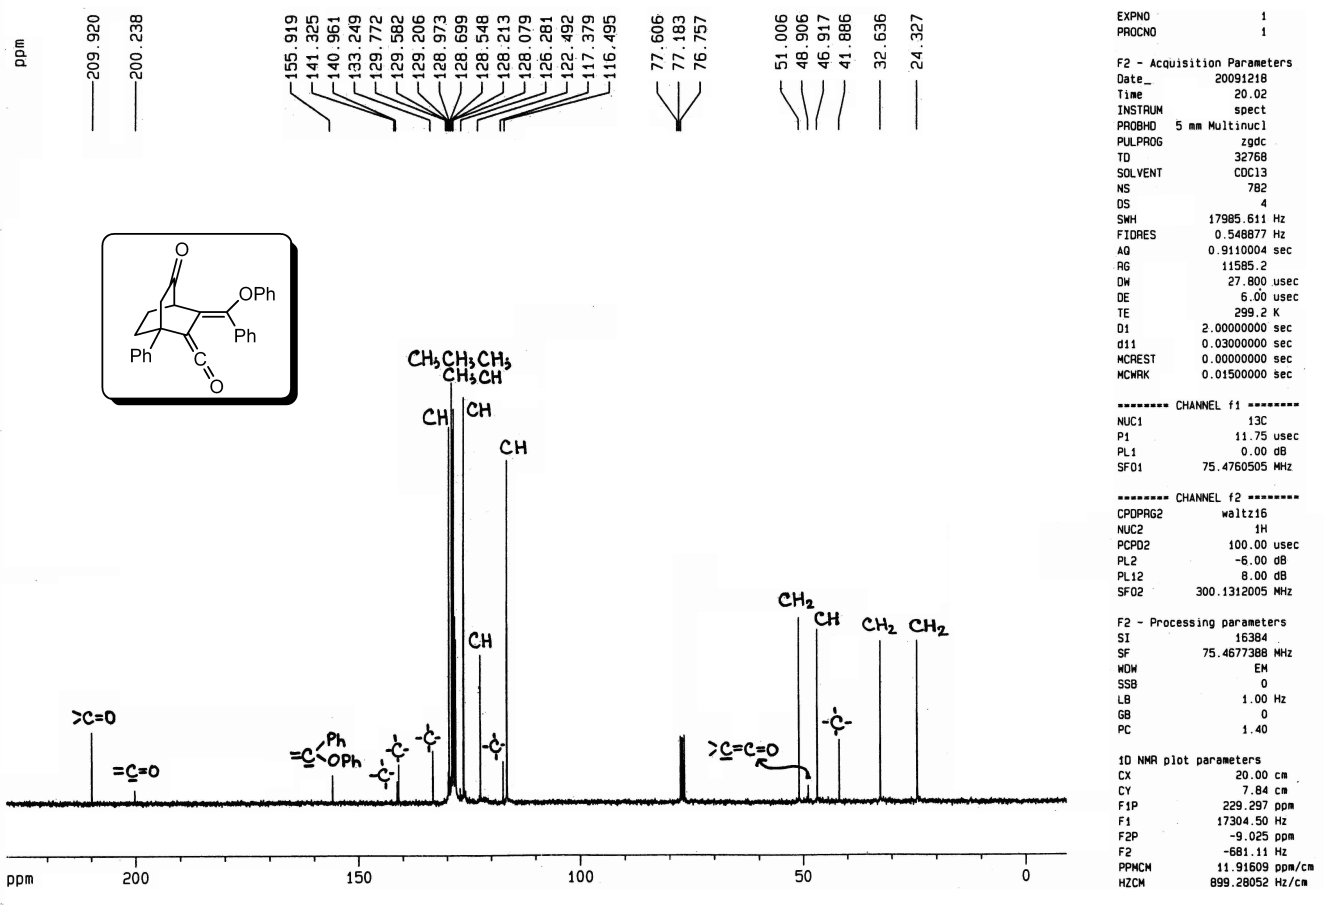 ppm
209.920
200.238
155.919
141.325
140.961
133.249
129.772
129.582
129.206
128.973
128.699
128.548
128.213
128.079
126.281
122.492
117.379
116.495
77.606
77.183
76.757
51.006
48.906
46.917
41.886
32.636
24.327
O
OPh
Ph
Ph
C
O
CH, CH, CH,
CH, CH
CH
CH
CH
CH
>C=O
=C=O
=C Ph
OPh
-C-
-C-
-C-
-C-
>C=C=O
CH2
CH
-C-
CH2
CH2
ppm
200
150
100
50
0
EXPNO 1
PROCNO 1
F2 - Acquisition Parameters
Date_ 20091218
Time 20.02
INSTRUM spect
PROBHD 5 mm Multinucl
PULPROG zgdc
TD 32768
SOLVENT CDCl3
NS 782
DS 4
SWH 17985.611 Hz
FIDRES 0.548877 Hz
AQ 0.9110004 sec
RG 11585.2
DW 27.800 usec
DE 6.00 usec
TE 299.2 K
D1 2.00000000 sec
d11 0.03000000 sec
MCREST 0.00000000 sec
MCWRK 0.01500000 sec
======== CHANNEL f1 ========
NUC1 13C
P1 11.75 usec
PL1 0.00 dB
SFO1 75.4760505 MHz
======== CHANNEL f2 ========
CPDPRG2 waltz16
NUC2 1H
PCPD2 100.00 usec
PL2 -6.00 dB
PL12 8.00 dB
SFO2 300.1312005 MHz
F2 - Processing parameters
SI 16384
SF 75.4677388 MHz
WDW EM
SSB 0
LB 1.00 Hz
GB 0
PC 1.40
1D NMR plot parameters
CX 20.00 cm
CY 7.84 cm
F1P 229.297 ppm
F1 17304.50 Hz
F2P -9.025 ppm
F2 -681.11 Hz
PPMCM 11.91609 ppm/cm
HZCM 899.28052 Hz/cm